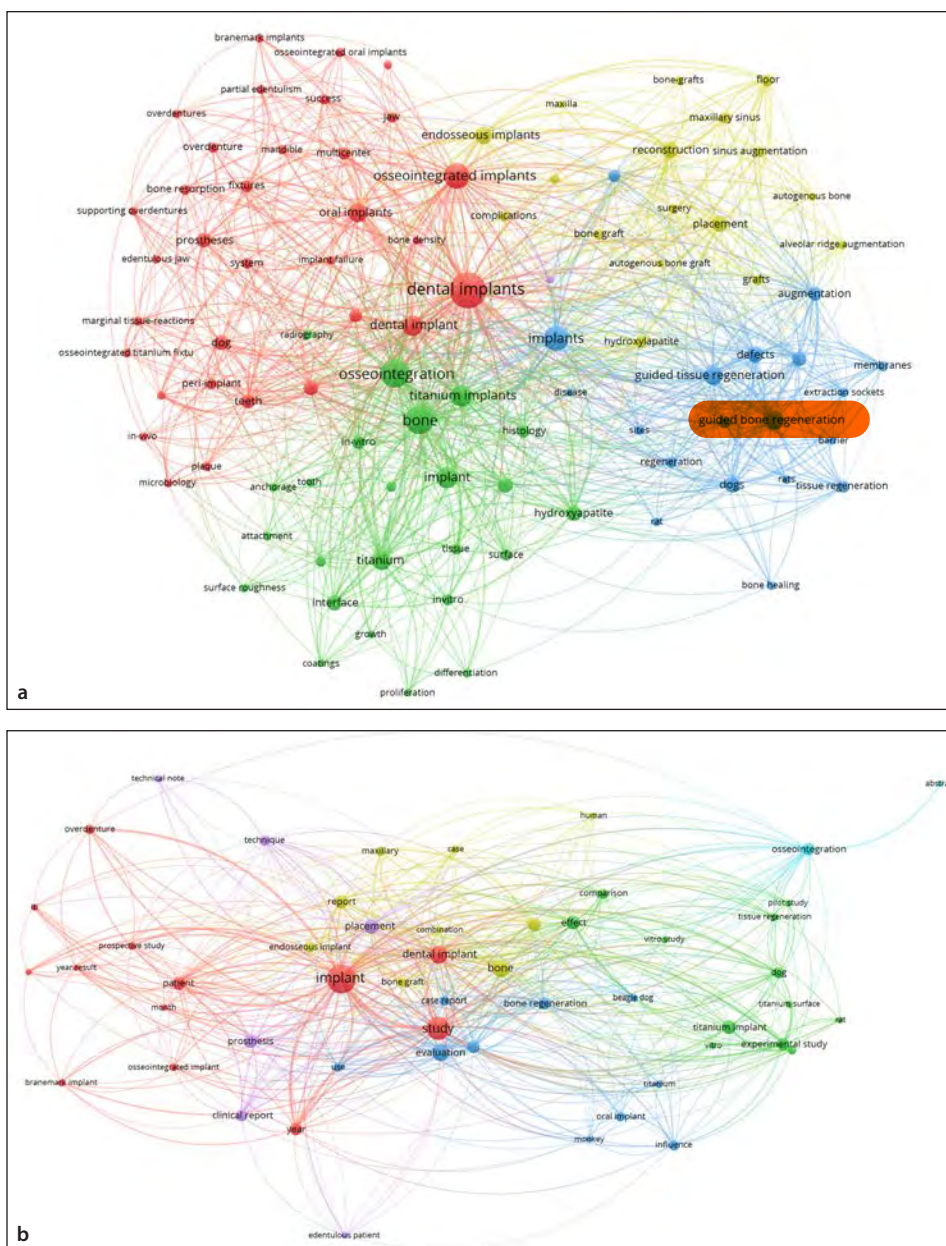 branemark implants
osseointegrated oral implants
bone-grafts
floor
partial edentulism
success
maxilla
overdentures
jaw
maxillary sinus
endosseous implants
overdenture
mandible
multicenter
reconstruction
sinus augmentation
osseointegrated implants
bone resorption
fixtures
autogenous bone
supporting overdentures
oral implants
complications
surgery
placement
prostheses
bone density
bone graft
alveolar ridge augmentation
edentulous jaw
system
implant failure
autogenous bone graft
grafts
dental implants
augmentation
marginal tissue-reactions
dental implant
radiography
implants
dog
hydroxylapatite
osseointegrated titanium fixtu
defects
osseointegration
guided tissue regeneration
membranes
peri-implant
titanium implants
disease
extraction sockets
teeth
bone
guided bone regeneration
in-vivo
in-vitro
histology
sites
barrier
plaque
regeneration
microbiology
anchorage
tooth
implant
dogs
rats
tissue regeneration
hydroxyapatite
rat
attachment
tissue
surface
titanium
surface roughness
bone healing
interface
invitro
growth
coatings
differentiation
proliferation
a
technical note
abstra
overdenture
human
technique
maxillary
case
osseointegration
report
comparison
pilot study
placement
combination
effect
tissue regeneration
prospective study
endosseous implant
dental implant
vitro study
year result
implant
bone
dog
patient
bone graft
case report
bone regeneration
beagle dog
titanium surface
month
study
titanium implant
rat
prosthesis
evaluation
vitro
experimental study
use
osseointegrated implant
branemark implant
titanium
clinical report
oral implant
year
monkey
influence
edentulous patient
b